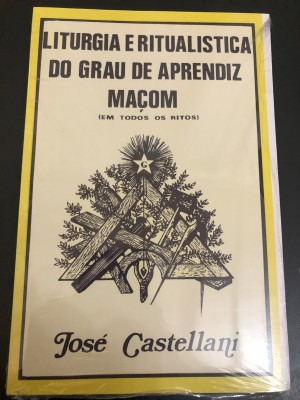 LITURGIA E RITUALISTICA
DO GRAU DE APRENDIZ
MAÇOM
(EM TODOS OS RITOS)
G
José Castellani